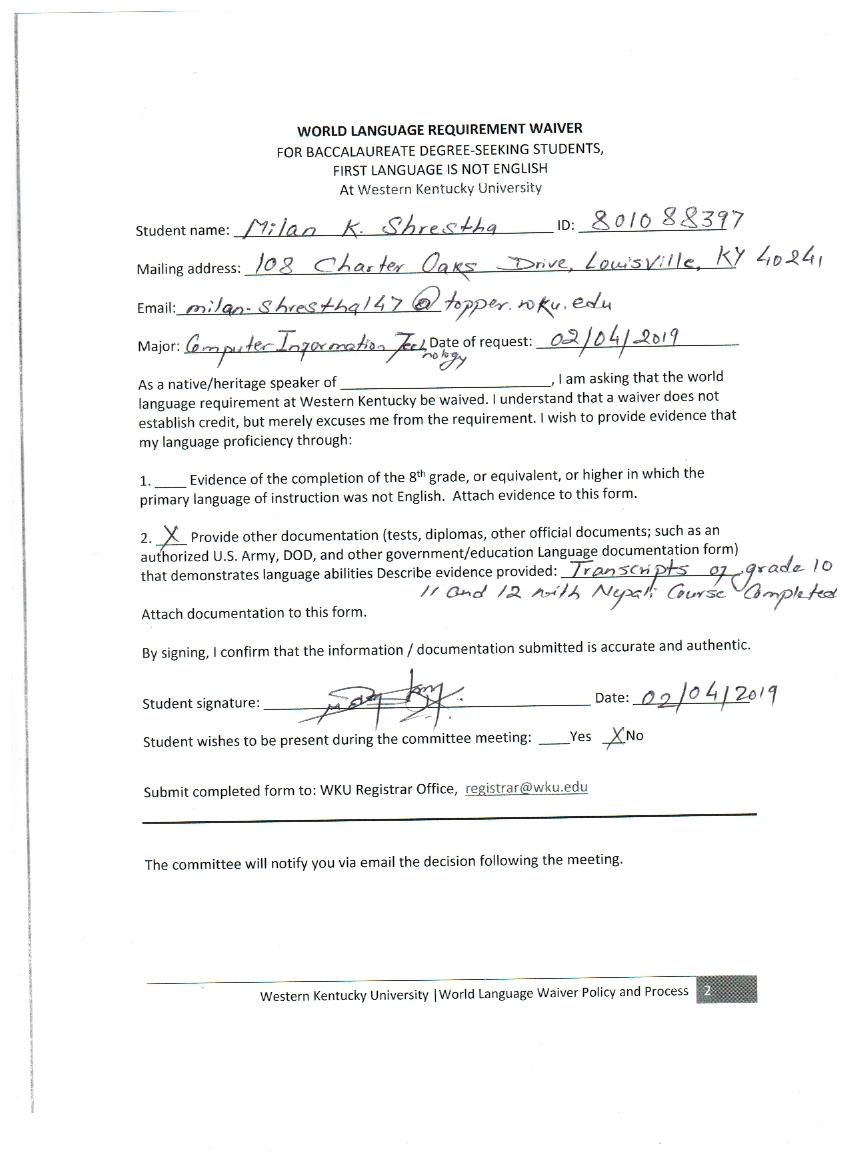 WORLD LANGUAGE REQUIREMENT WAIVER
FOR BACCALAUREATE DEGREE-SEEKING STUDENTS,
FIRST LANGUAGE IS NOT ENGLISH
At Western Kentucky University
Student name: Milan K. Shrestha ID: 801088397
Mailing address: 108 Charter Oaks Drive, Louisville, KY 40241
Email: milan.shrestha147@topper.wku.edu
Major: Computer Information Technology Date of request: 02/04/2019
As a native/heritage speaker of ____________________, I am asking that the world
language requirement at Western Kentucky be waived. I understand that a waiver does not
establish credit, but merely excuses me from the requirement. I wish to provide evidence that
my language proficiency through:
1. ____ Evidence of the completion of the 8th grade, or equivalent, or higher in which the
primary language of instruction was not English. Attach evidence to this form.
2. X Provide other documentation (tests, diplomas, other official documents; such as an
authorized U.S. Army, DOD, and other government/education Language documentation form)
that demonstrates language abilities Describe evidence provided: Transcripts of grade 10
11 and 12 with Nepali Course Completed
Attach documentation to this form.
By signing, I confirm that the information / documentation submitted is accurate and authentic.
Student signature: Date: 02/04/2019
Student wishes to be present during the committee meeting: ____Yes X No
Submit completed form to: WKU Registrar Office, registrar@wku.edu
The committee will notify you via email the decision following the meeting.
Western Kentucky University |World Language Waiver Policy and Process 2